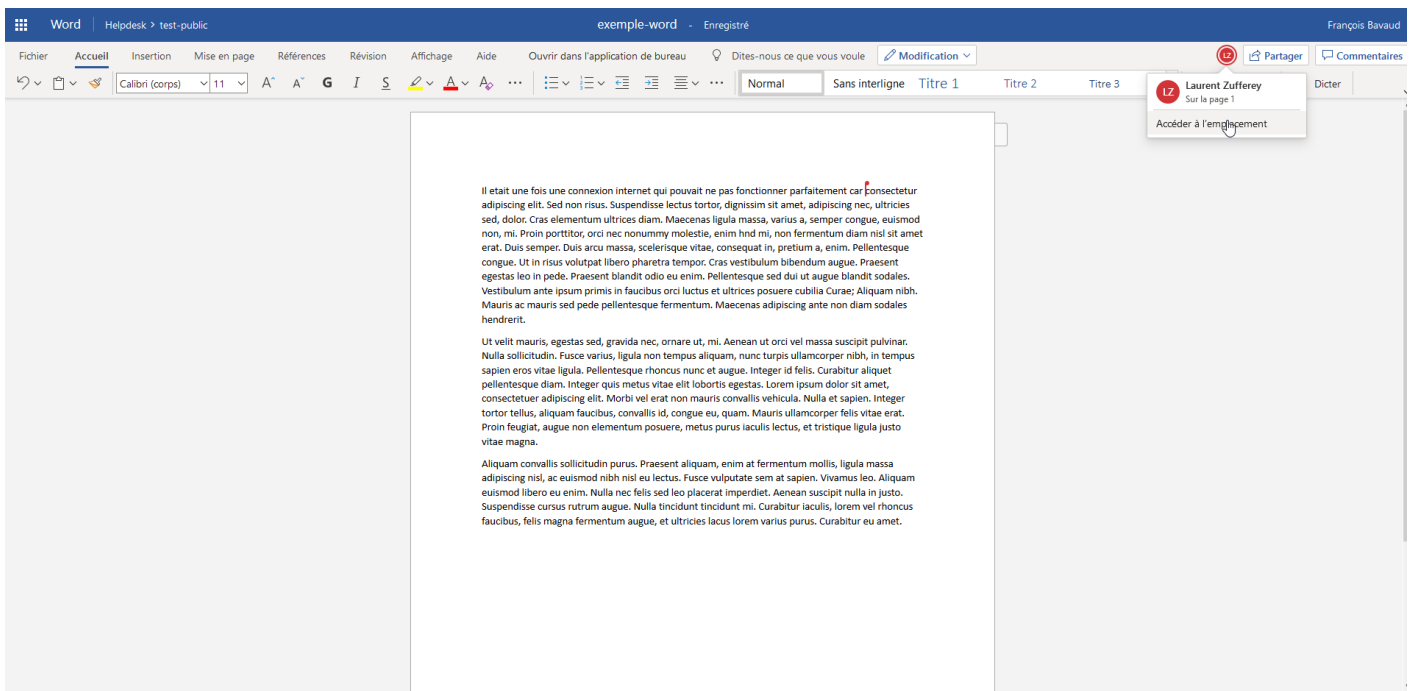 Word Helpdesk > test-public exemple-word - Enregistré François Bavaud
Fichier Accueil Insertion Mise en page Références Révision Affichage Aide Ouvrir dans l'application de bureau Dites-nous ce que vous voule Modification LZ Partager Commentaires
Calibri (corps) 11 A A G I S A A ... ... Normal Sans interligne Titre 1 Titre 2 Titre 3 Dicter
LZ Laurent Zufferey
Sur la page 1
Accéder à l'emplacement
Il etait une fois une connexion internet qui pouvait ne pas fonctionner parfaitement car consectetur
adipiscing elit. Sed non risus. Suspendisse lectus tortor, dignissim sit amet, adipiscing nec, ultricies
sed, dolor. Cras elementum ultrices diam. Maecenas ligula massa, varius a, semper congue, euismod
non, mi. Proin porttitor, orci nec nonummy molestie, enim hnd mi, non fermentum diam nisl sit amet
erat. Duis semper. Duis arcu massa, scelerisque vitae, consequat in, pretium a, enim. Pellentesque
congue. Ut in risus volutpat libero pharetra tempor. Cras vestibulum bibendum augue. Praesent
egestas leo in pede. Praesent blandit odio eu enim. Pellentesque sed dui ut augue blandit sodales.
Vestibulum ante ipsum primis in faucibus orci luctus et ultrices posuere cubilia Curae; Aliquam nibh.
Mauris ac mauris sed pede pellentesque fermentum. Maecenas adipiscing ante non diam sodales
hendrerit.
Ut velit mauris, egestas sed, gravida nec, ornare ut, mi. Aenean ut orci vel massa suscipit pulvinar.
Nulla sollicitudin. Fusce varius, ligula non tempus aliquam, nunc turpis ullamcorper nibh, in tempus
sapien eros vitae ligula. Pellentesque rhoncus nunc et augue. Integer id felis. Curabitur aliquet
pellentesque diam. Integer quis metus vitae elit lobortis egestas. Lorem ipsum dolor sit amet,
consectetuer adipiscing elit. Morbi vel erat non mauris convallis vehicula. Nulla et sapien. Integer
tortor tellus, aliquam faucibus, convallis id, congue eu, quam. Mauris ullamcorper felis vitae erat.
Proin feugiat, augue non elementum posuere, metus purus iaculis lectus, et tristique ligula justo
vitae magna.
Aliquam convallis sollicitudin purus. Praesent aliquam, enim at fermentum mollis, ligula massa
adipiscing nisl, ac euismod nibh nisl eu lectus. Fusce vulputate sem at sapien. Vivamus leo. Aliquam
euismod libero eu enim. Nulla nec felis sed leo placerat imperdiet. Aenean suscipit nulla in justo.
Suspendisse cursus rutrum augue. Nulla tincidunt tincidunt mi. Curabitur iaculis, lorem vel rhoncus
faucibus, felis magna fermentum augue, et ultricies lacus lorem varius purus. Curabitur eu amet.